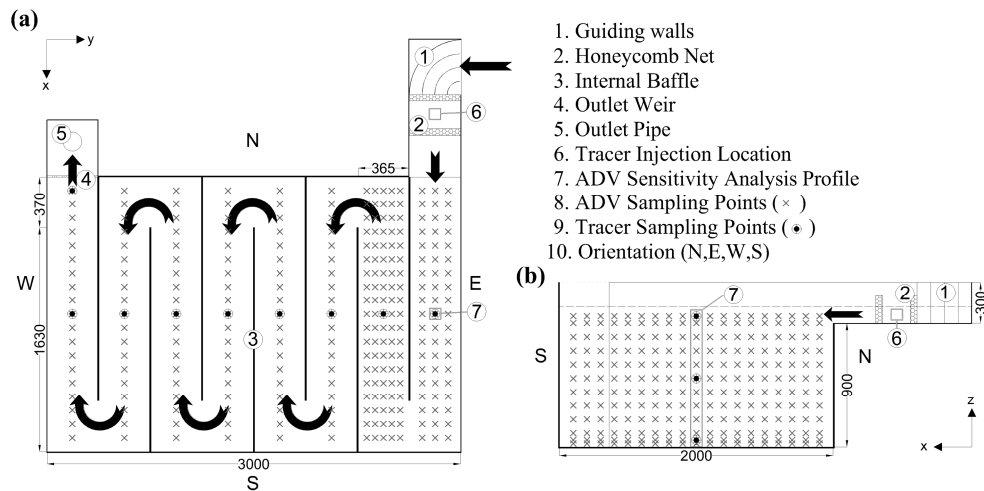 (a)
y
x
1
2
6
5
N
4
365
370
W
E
1630
7
3
3000
S
1. Guiding walls
2. Honeycomb Net
3. Internal Baffle
4. Outlet Weir
5. Outlet Pipe
6. Tracer Injection Location
7. ADV Sensitivity Analysis Profile
8. ADV Sampling Points (×)
9. Tracer Sampling Points ( )
10. Orientation (N,E,W,S)
(b)
7
2
1
300
6
S
N
900
z
x
2000